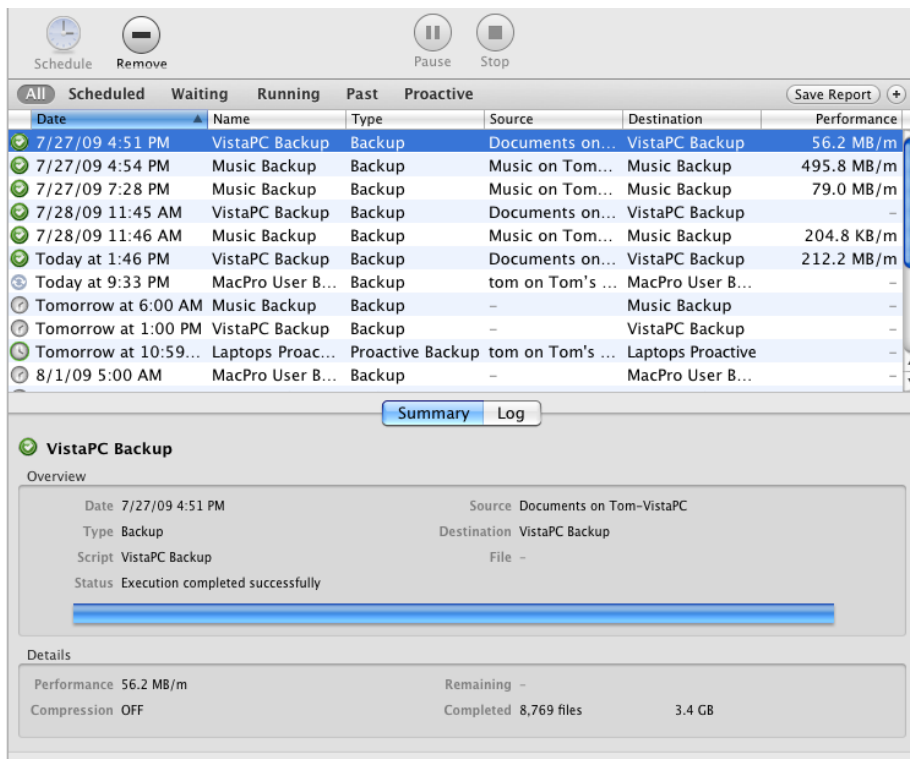 Schedule Remove Pause Stop
All Scheduled Waiting Running Past Proactive Save Report +
Date Name Type Source Destination Performance
7/27/09 4:51 PM VistaPC Backup Backup Documents on... VistaPC Backup 56.2 MB/m
7/27/09 4:54 PM Music Backup Backup Music on Tom... Music Backup 495.8 MB/m
7/27/09 7:28 PM Music Backup Backup Music on Tom... Music Backup 79.0 MB/m
7/28/09 11:45 AM VistaPC Backup Backup Documents on... VistaPC Backup –
7/28/09 11:46 AM Music Backup Backup Music on Tom... Music Backup 204.8 KB/m
Today at 1:46 PM VistaPC Backup Backup Documents on... VistaPC Backup 212.2 MB/m
Today at 9:33 PM MacPro User B... Backup tom on Tom's ... MacPro User B... –
Tomorrow at 6:00 AM Music Backup Backup – Music Backup –
Tomorrow at 1:00 PM VistaPC Backup Backup – VistaPC Backup –
Tomorrow at 10:59... Laptops Proac... Proactive Backup tom on Tom's ... Laptops Proactive –
8/1/09 5:00 AM MacPro User B... Backup – MacPro User B... –
Summary Log
VistaPC Backup
Overview
Date 7/27/09 4:51 PM Source Documents on Tom-VistaPC
Type Backup Destination VistaPC Backup
Script VistaPC Backup File –
Status Execution completed successfully
Details
Performance 56.2 MB/m Remaining –
Compression OFF Completed 8,769 files 3.4 GB